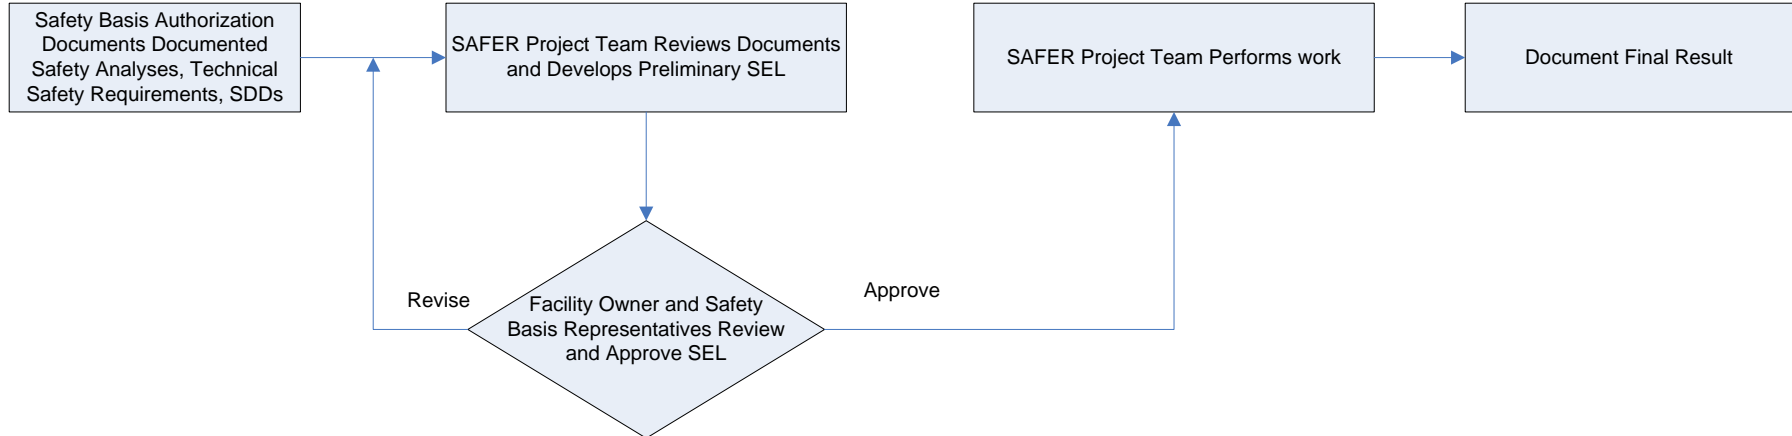 Safety Basis Authorization
Documents Documented
Safety Analyses, Technical
Safety Requirements, SDDs
SAFER Project Team Reviews Documents
and Develops Preliminary SEL
SAFER Project Team Performs work
Document Final Result
Revise
Facility Owner and Safety
Basis Representatives Review
and Approve SEL
Approve